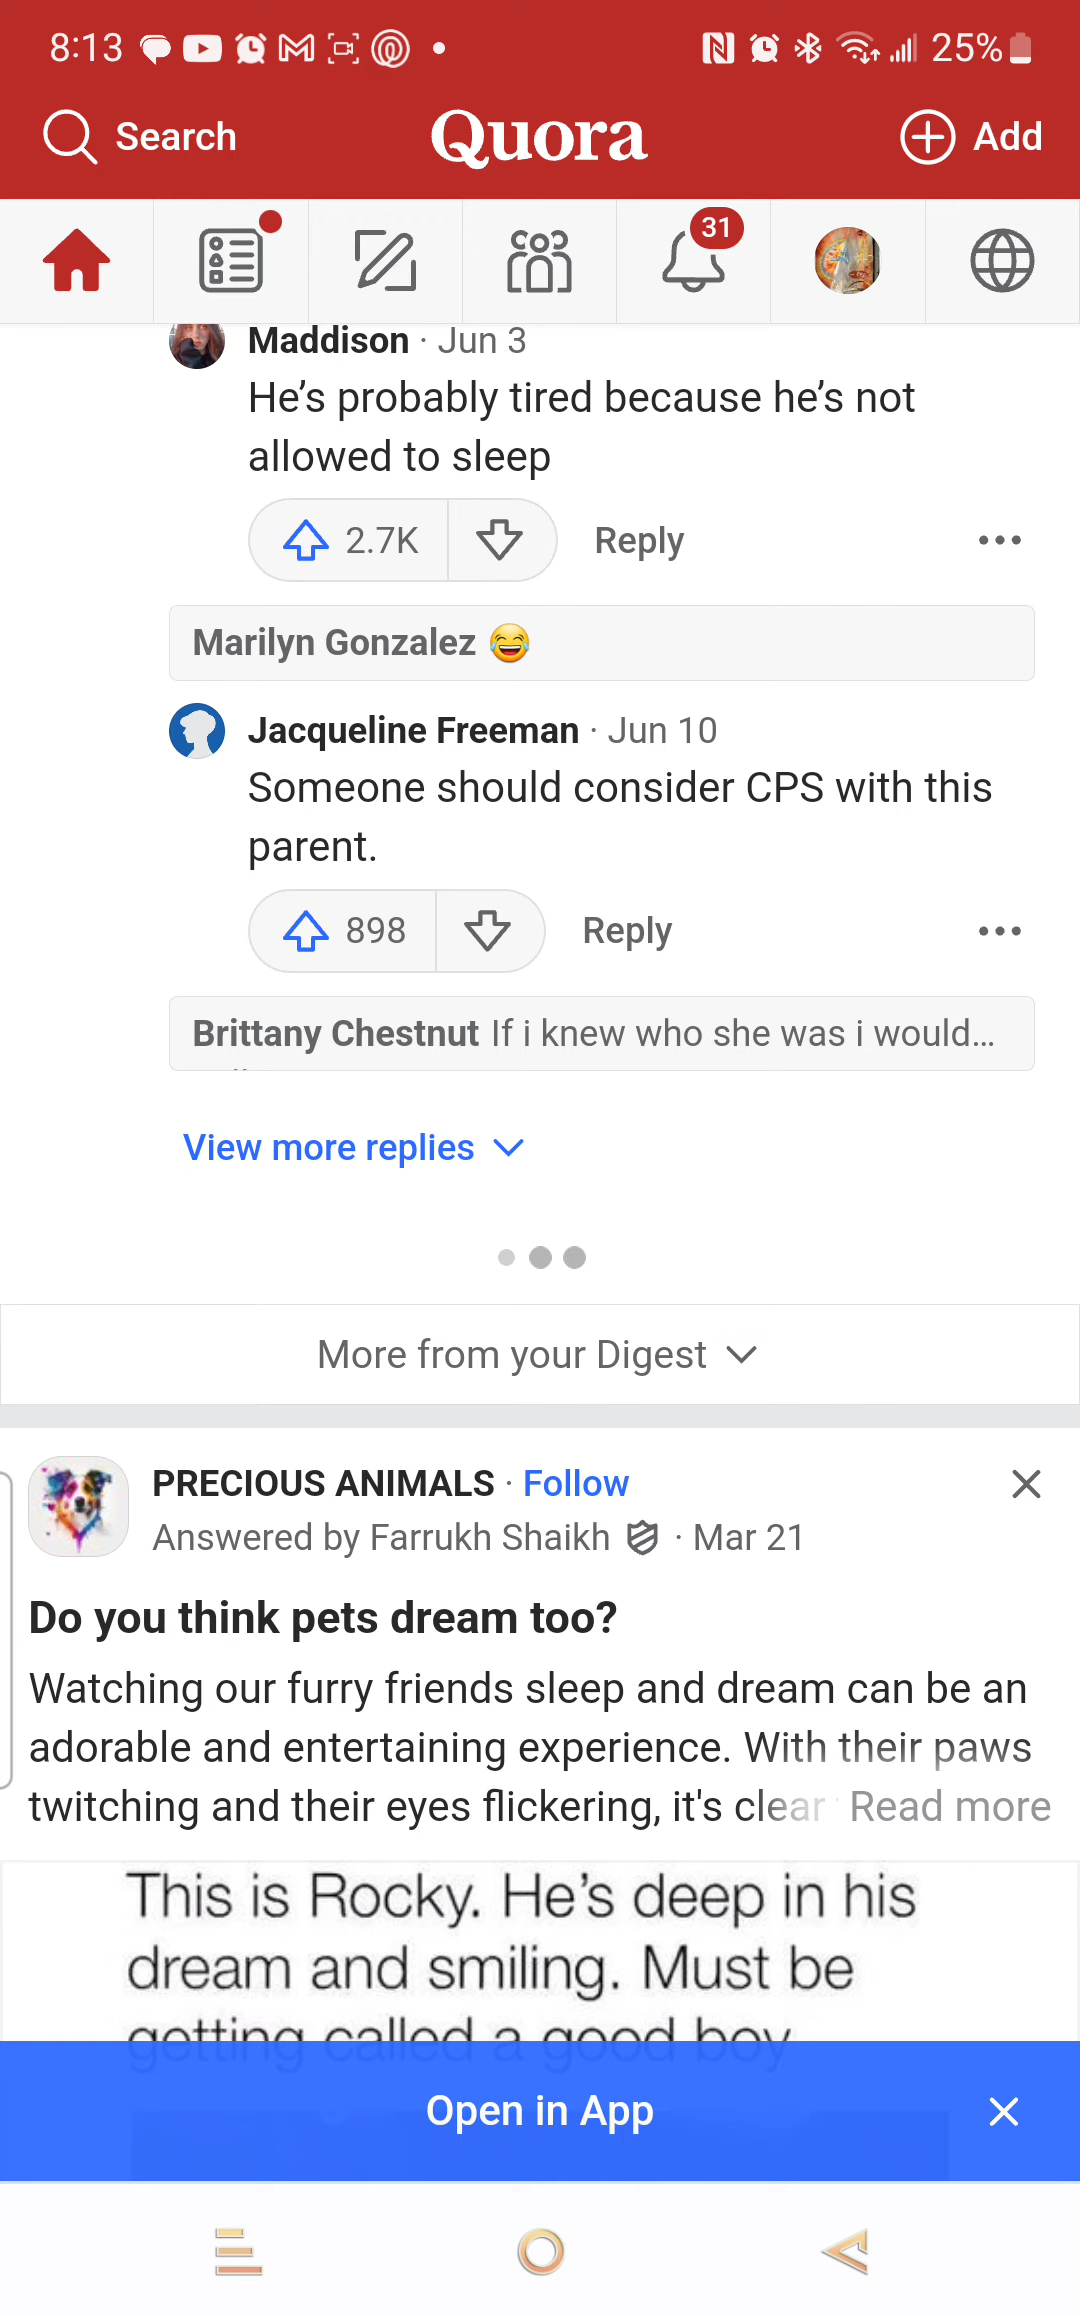 8:13
25%
Search
Quora
Add
31
Maddison · Jun 3
He’s probably tired because he’s not
allowed to sleep
2.7K
Reply
Marilyn Gonzalez 😂
Jacqueline Freeman · Jun 10
Someone should consider CPS with this
parent.
898
Reply
Brittany Chestnut If i knew who she was i would...
View more replies
More from your Digest
PRECIOUS ANIMALS · Follow
Answered by Farrukh Shaikh · Mar 21
Do you think pets dream too?
Watching our furry friends sleep and dream can be an
adorable and entertaining experience. With their paws
twitching and their eyes flickering, it's clear Read more
This is Rocky. He’s deep in his
dream and smiling. Must be
getting called a good boy
Open in App